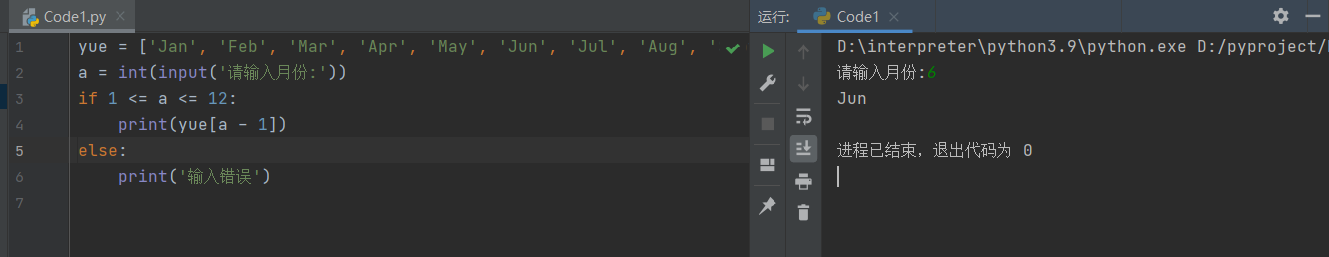 Code1.py
1 yue = ['Jan', 'Feb', 'Mar', 'Apr', 'May', 'Jun', 'Jul', 'Aug', '
2 a = int(input('请输入月份:'))
3 if 1 <= a <= 12:
4 print(yue[a - 1])
5 else:
6 print('输入错误')
7
运行: Code1
D:\interpreter\python3.9\python.exe D:/pyproject/
请输入月份:6
Jun
进程已结束，退出代码为 0